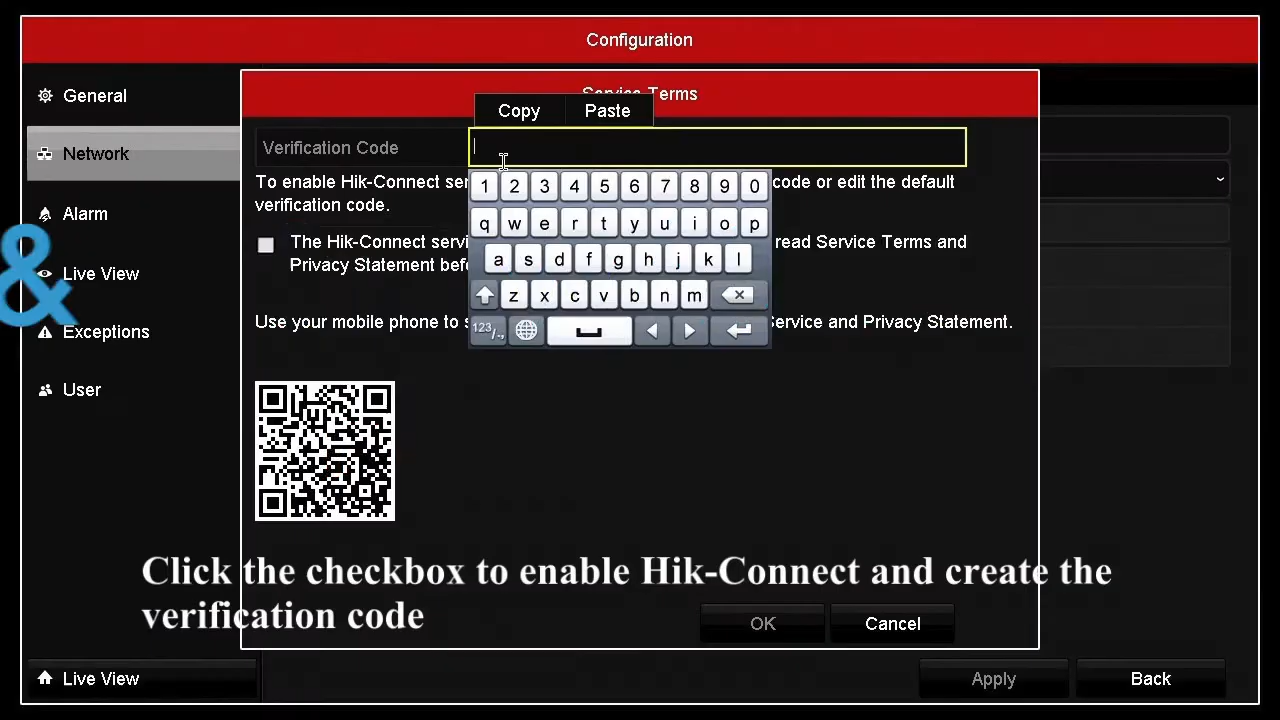 Configuration
General
Service Terms
Copy Paste
Network
Verification Code
1 2 3 4 5 6 7 8 9 0
To enable Hik-Connect ser code or edit the default
verification code.
q w e r t y u i o p
Alarm
The Hik-Connect servi read Service Terms and
Privacy Statement befo
a s d f g h j k l
&
Live View
z x c v b n m
Use your mobile phone to s Service and Privacy Statement.
123/.,
Exceptions
User
Click the checkbox to enable Hik-Connect and create the
verification code
OK Cancel
Live View
Apply Back